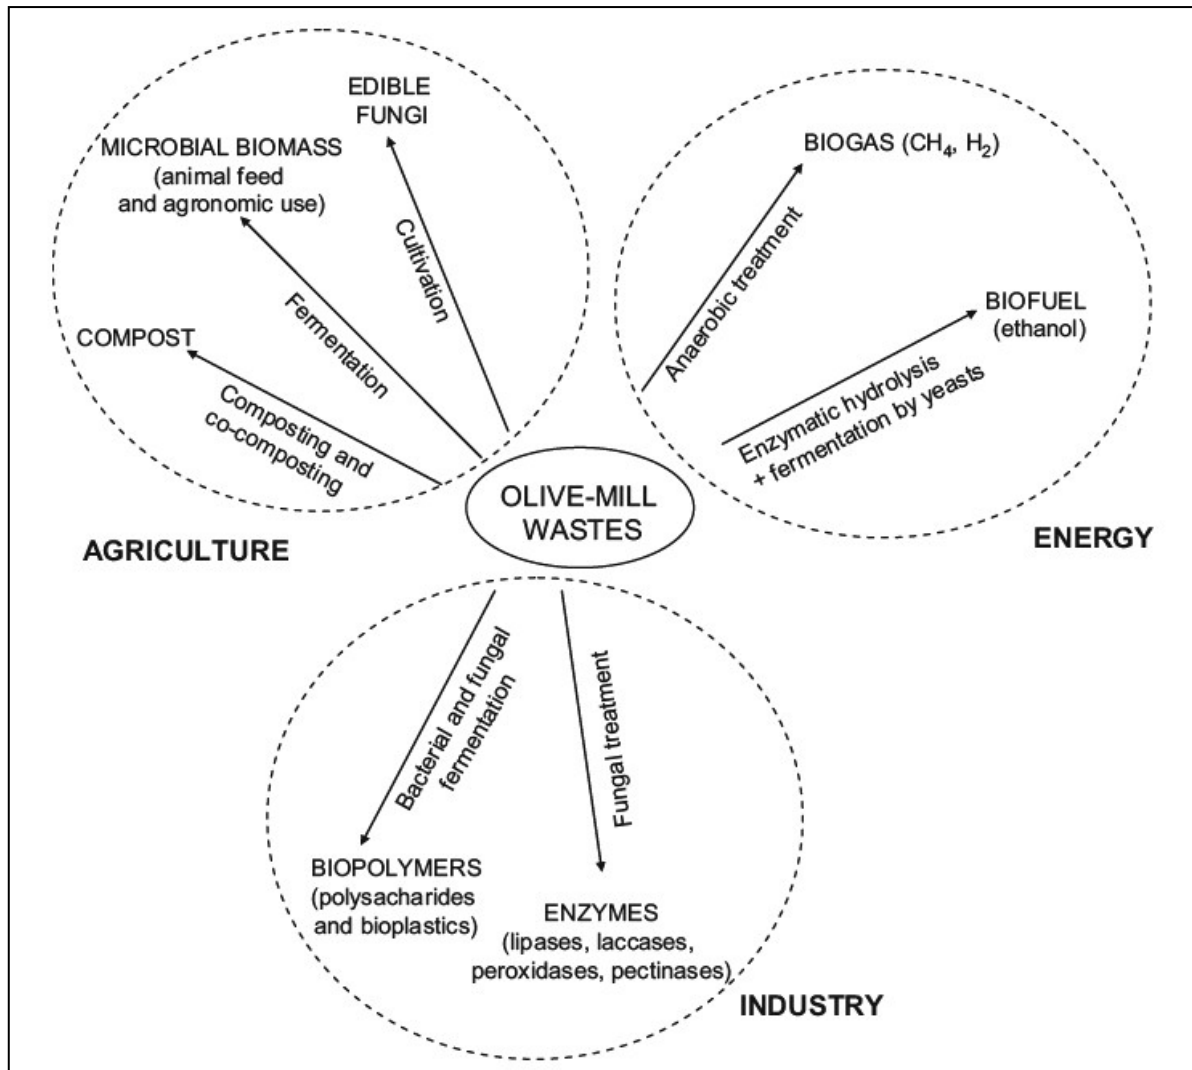 EDIBLE
FUNGI
MICROBIAL BIOMASS
(animal feed
and agronomic use)
Cultivation
Fermentation
COMPOST
Composting and
co-composting
AGRICULTURE
BIOGAS (CH₄, H₂)
Anaerobic treatment
BIOFUEL
(ethanol)
Enzymatic hydrolysis
+ fermentation by yeasts
ENERGY
OLIVE-MILL
WASTES
Bacterial and fungal
fermentation
Fungal treatment
BIOPOLYMERS
(polysacharides
and bioplastics)
ENZYMES
(lipases, laccases,
peroxidases, pectinases)
INDUSTRY